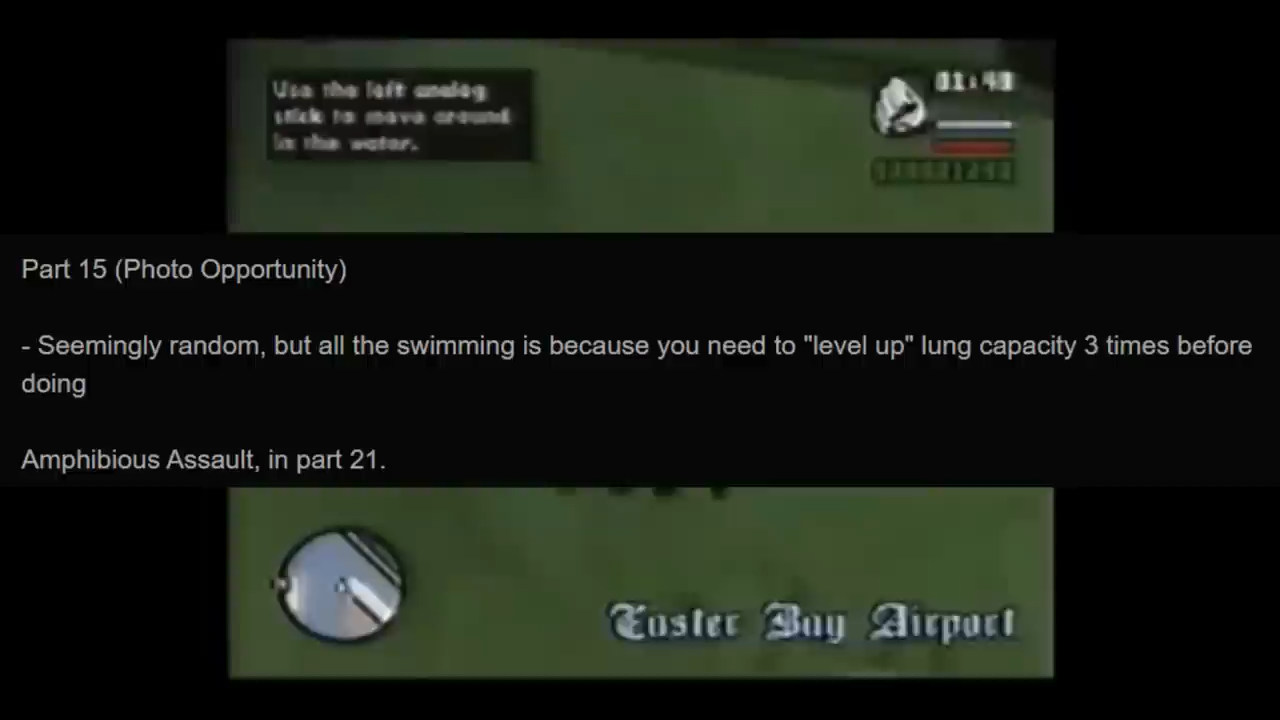 Use the left analog
stick to move around
in the water.
01:48
Part 15 (Photo Opportunity)
- Seemingly random, but all the swimming is because you need to "level up" lung capacity 3 times before
doing
Amphibious Assault, in part 21.
Easter Bay Airport